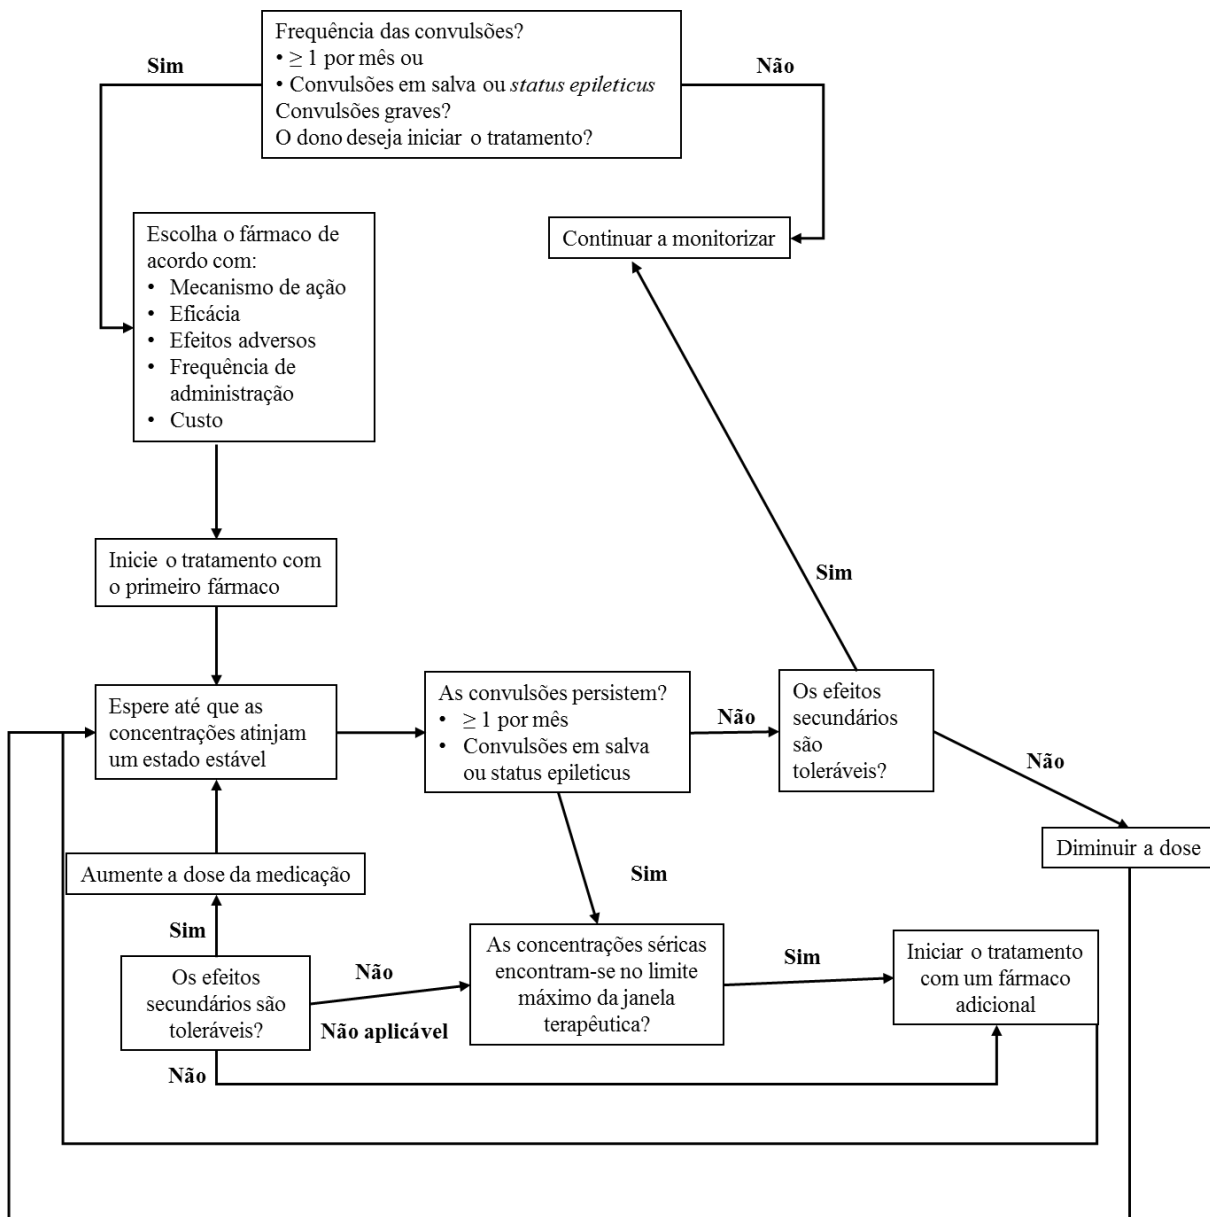 Frequência das convulsões?
• ≥ 1 por mês ou
• Convulsões em salva ou status epileticus
Convulsões graves?
O dono deseja iniciar o tratamento?
Sim
Não
Escolha o fármaco de
acordo com:
• Mecanismo de ação
• Eficácia
• Efeitos adversos
• Frequência de
administração
• Custo
Continuar a monitorizar
Inicie o tratamento com
o primeiro fármaco
Sim
Espere até que as
concentrações atinjam
um estado estável
As convulsões persistem?
• ≥ 1 por mês
• Convulsões em salva
ou status epileticus
Não
Os efeitos
secundários
são
toleráveis?
Não
Diminuir a dose
Aumente a dose da medicação
Sim
Sim
Os efeitos
secundários são
toleráveis?
Não
Não aplicável
Não
As concentrações séricas
encontram-se no limite
máximo da janela
terapêutica?
Sim
Iniciar o tratamento
com um fármaco
adicional